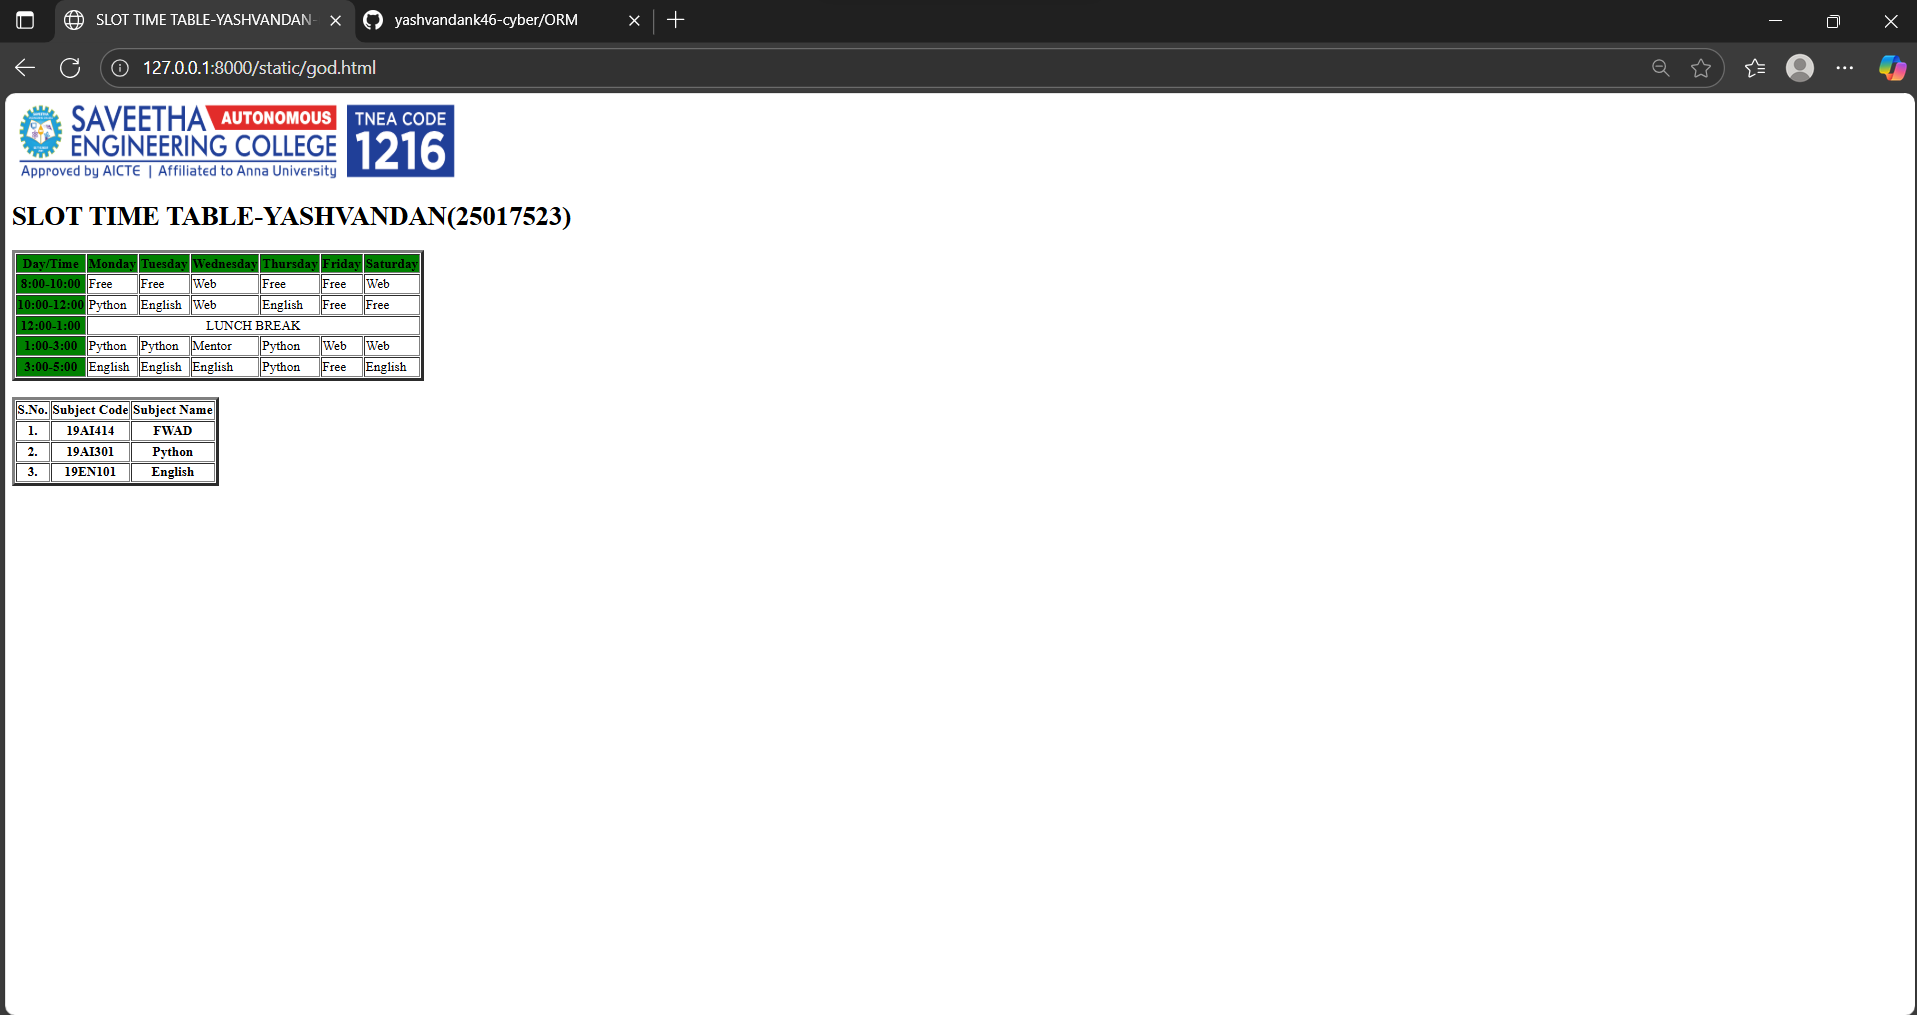 SLOT TIME TABLE-YASHVANDAN-
yashvandank46-cyber/ORM
127.0.0.1:8000/static/god.html
SAVEETHA AUTONOMOUS
ENGINEERING COLLEGE
Approved by AICTE | Affiliated to Anna University
TNEA CODE
1216
SLOT TIME TABLE-YASHVANDAN(25017523)
Day/Time Monday Tuesday Wednesday Thursday Friday Saturday
8:00-10:00 Free Free Web Free Free Web
10:00-12:00 Python English Web English Free Free
12:00-1:00 LUNCH BREAK
1:00-3:00 Python Python Mentor Python Web Web
3:00-5:00 English English English Python Free English
S.No. Subject Code Subject Name
1. 19AI414 FWAD
2. 19AI301 Python
3. 19EN101 English